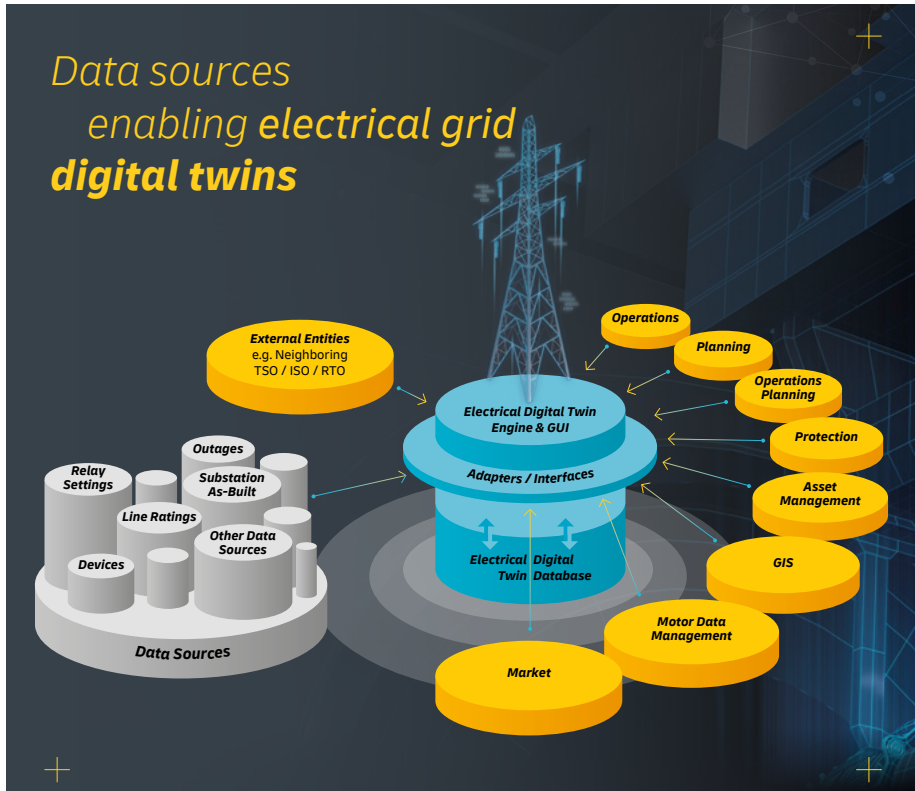 Data sources
enabling electrical grid
digital twins
External Entities
e.g. Neighboring
TSO / ISO / RTO
Operations
Planning
Operations
Planning
Protection
Asset
Management
GIS
Motor Data
Management
Market
Electrical Digital Twin
Engine & GUI
Adapters / Interfaces
Electrical Digital
Twin Database
Outages
Relay
Settings
Substation
As-Built
Line Ratings
Other Data
Sources
Devices
Data Sources